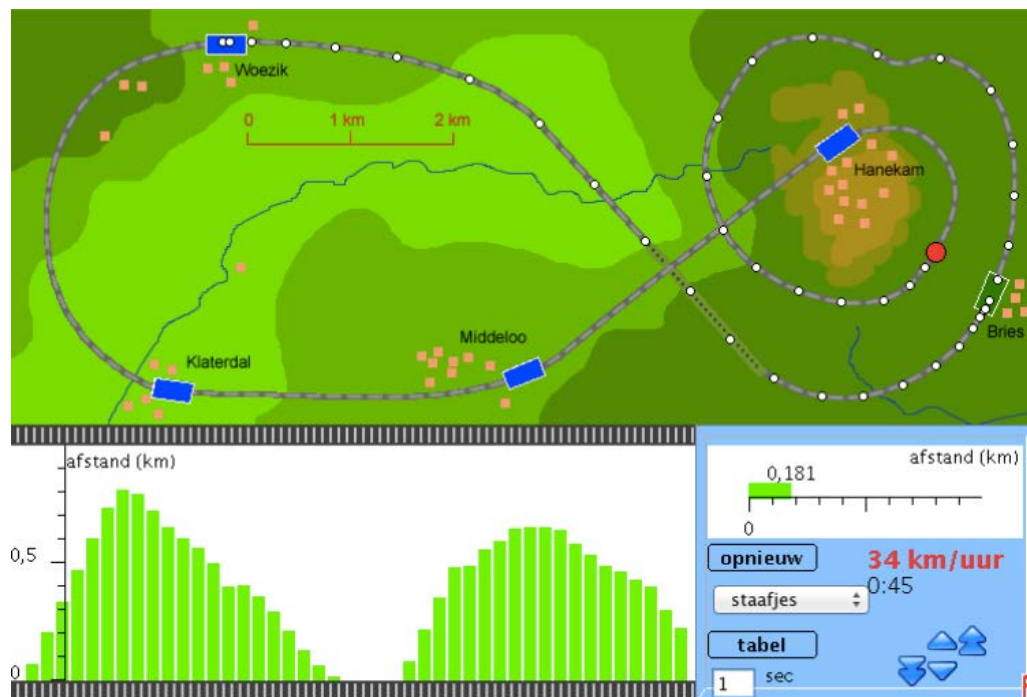 Woezik
0 1 km 2 km
Hanekam
Bries
Middeloo
Klaterdal
afstand (km)
0,5
0
afstand (km)
0,181
0
opnieuw
34 km/uur
0:45
staafjes
tabel
1 sec